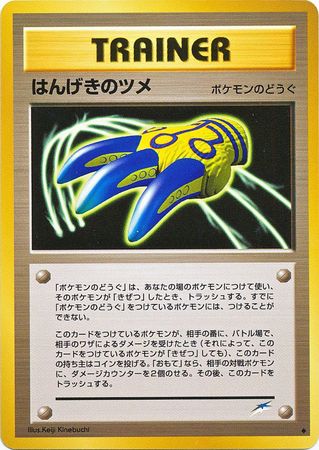 TRAINER
はんげきのツメ
ポケモンのどうぐ
「ポケモンのどうぐ」は、あなたの場のポケモンにつけて使い、
そのポケモンが「きぜつ」したとき、トラッシュする。すでに
「ポケモンのどうぐ」をつけているポケモンには、つけることが
できない。
このカードをつけているポケモンが、相手の番に、バトル場で、
相手のワザによるダメージを受けたとき(それによって、この
カードをつけているポケモンが「きぜつ」しても)、このカード
の持ち主はコインを投げる。「おもて」なら、相手の対戦ポケモ
ンに、ダメージカウンターを2個のせる。その後、このカードを
トラッシュする。
Illus.Keiji Kinebuchi